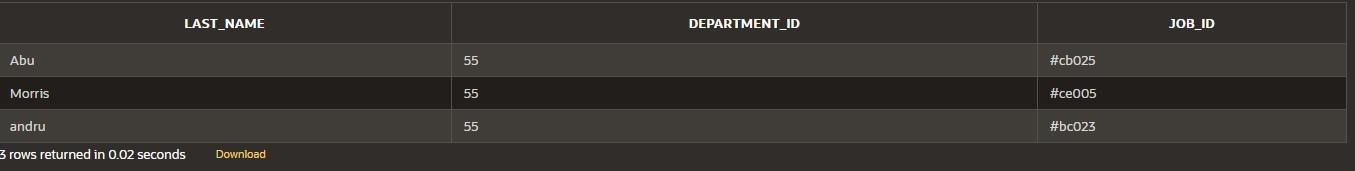 LAST_NAME DEPARTMENT_ID JOB_ID
Abu 55 #cb025
Morris 55 #ce005
andru 55 #bc023
3 rows returned in 0.02 seconds Download